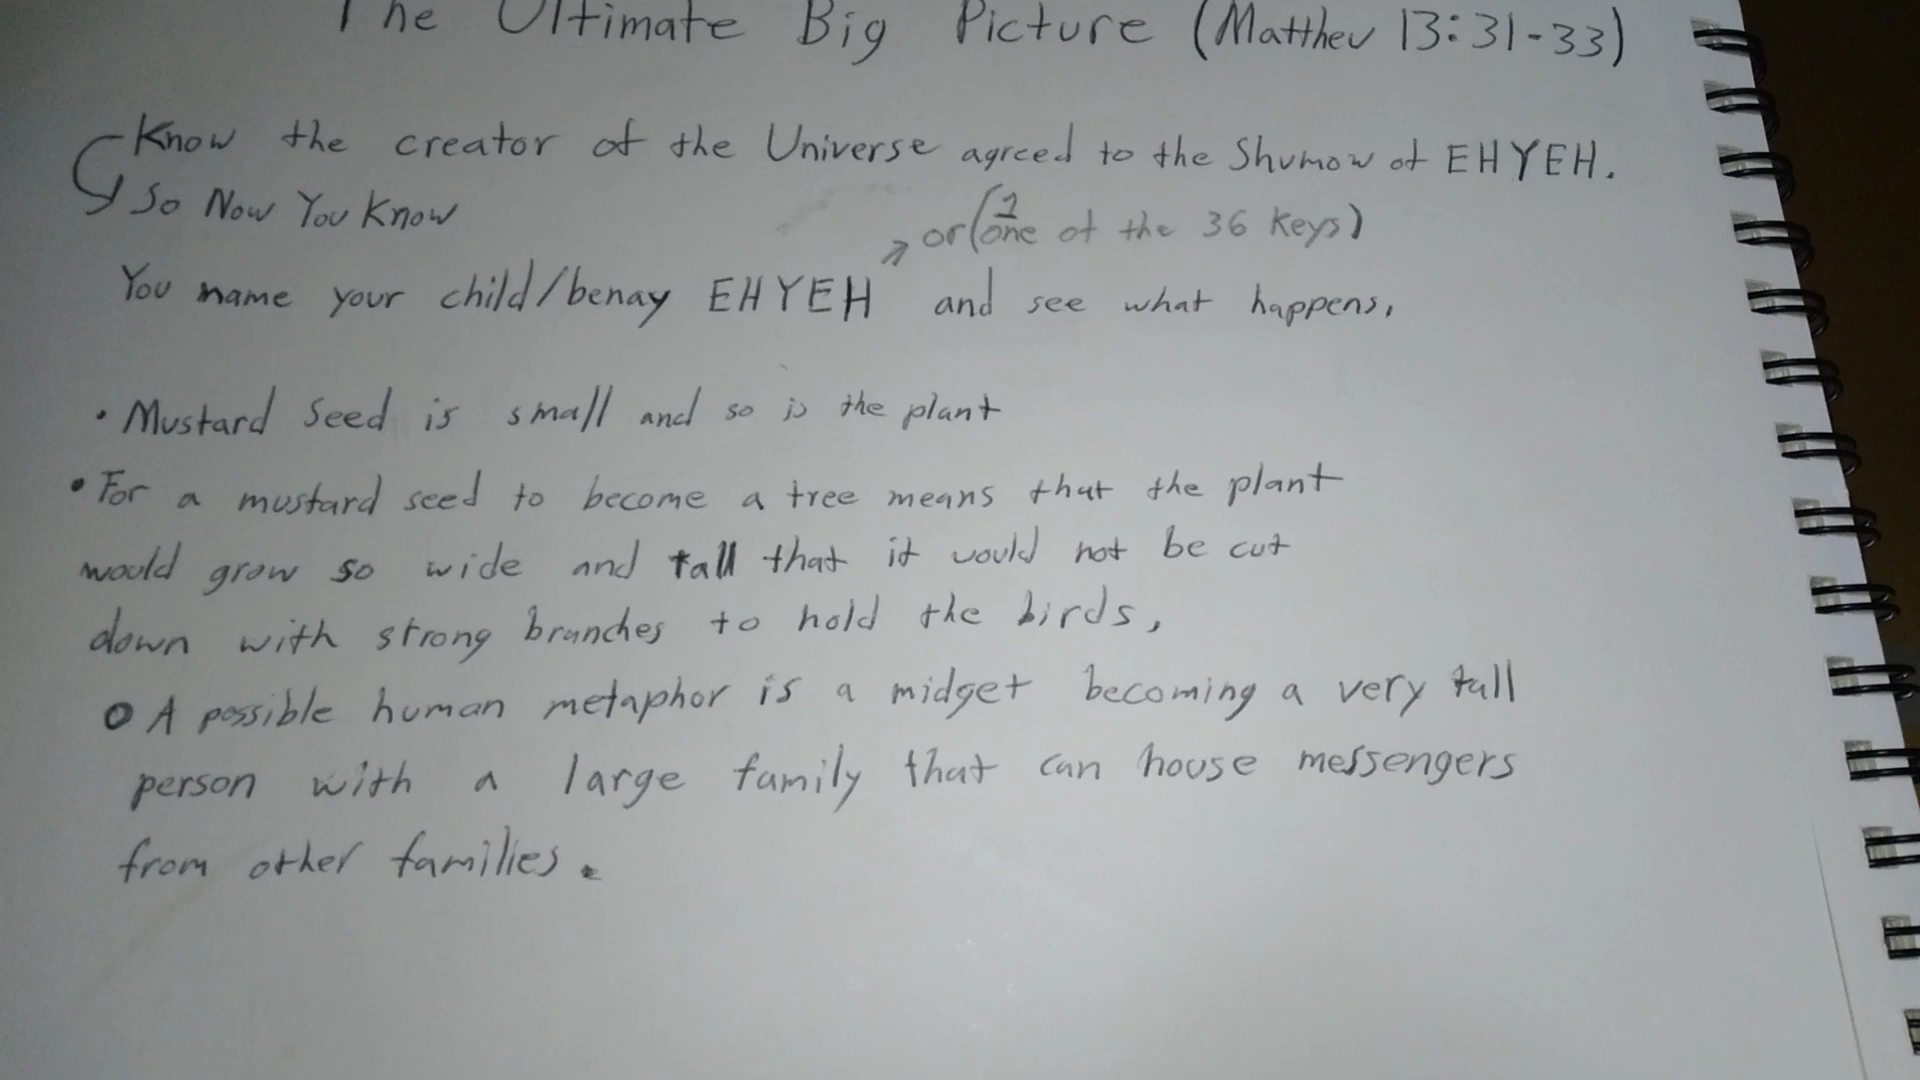 The Ultimate Big Picture (Matthew 13:31-33)
Know the creator of the Universe agreed to the Shumow of EHYEH.
So Now You Know
or (1 one of the 36 keys)
You name your child/benay EHYEH and see what happens.
• Mustard Seed is small and so is the plant
• For a mustard seed to become a tree means that the plant
would grow so wide and tall that it would not be cut
down with strong branches to hold the birds.
O A possible human metaphor is a midget becoming a very tall
person with a large family that can house messengers
from other families.